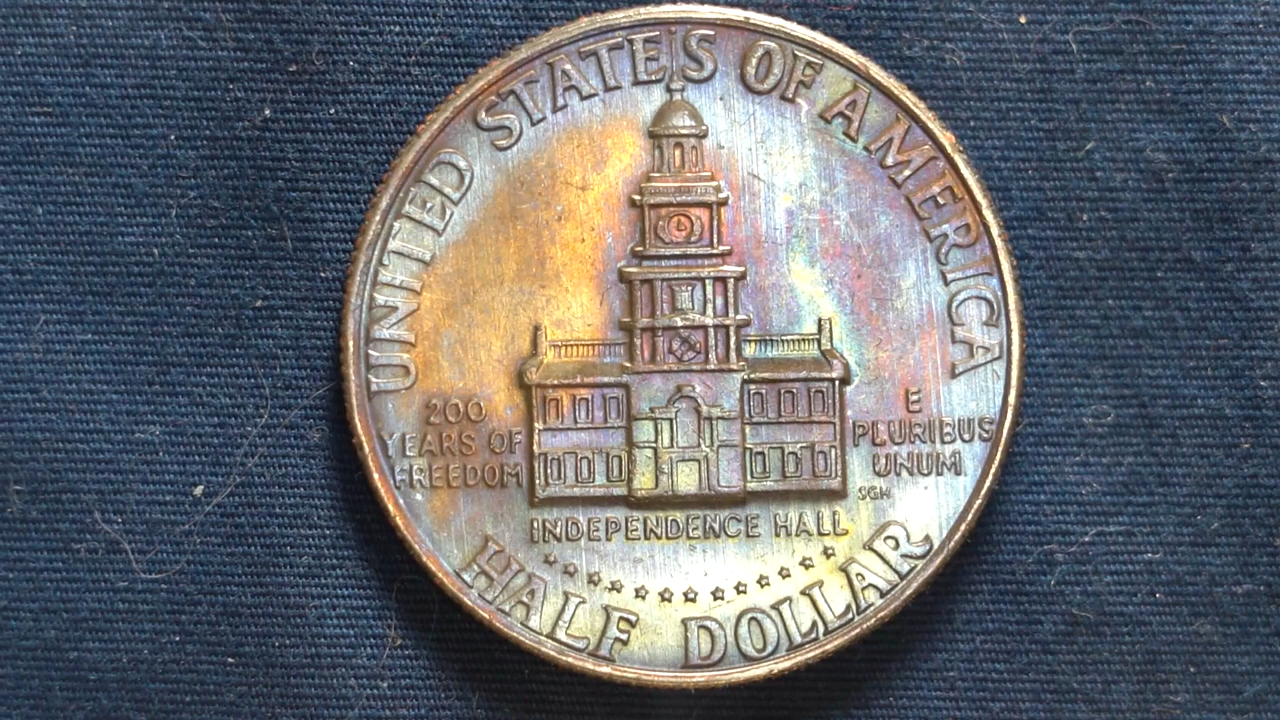 UNITED STATES OF AMERICA
200
YEARS OF
FREEDOM
E
PLURIBUS
UNUM
SGH
INDEPENDENCE HALL
HALF DOLLAR